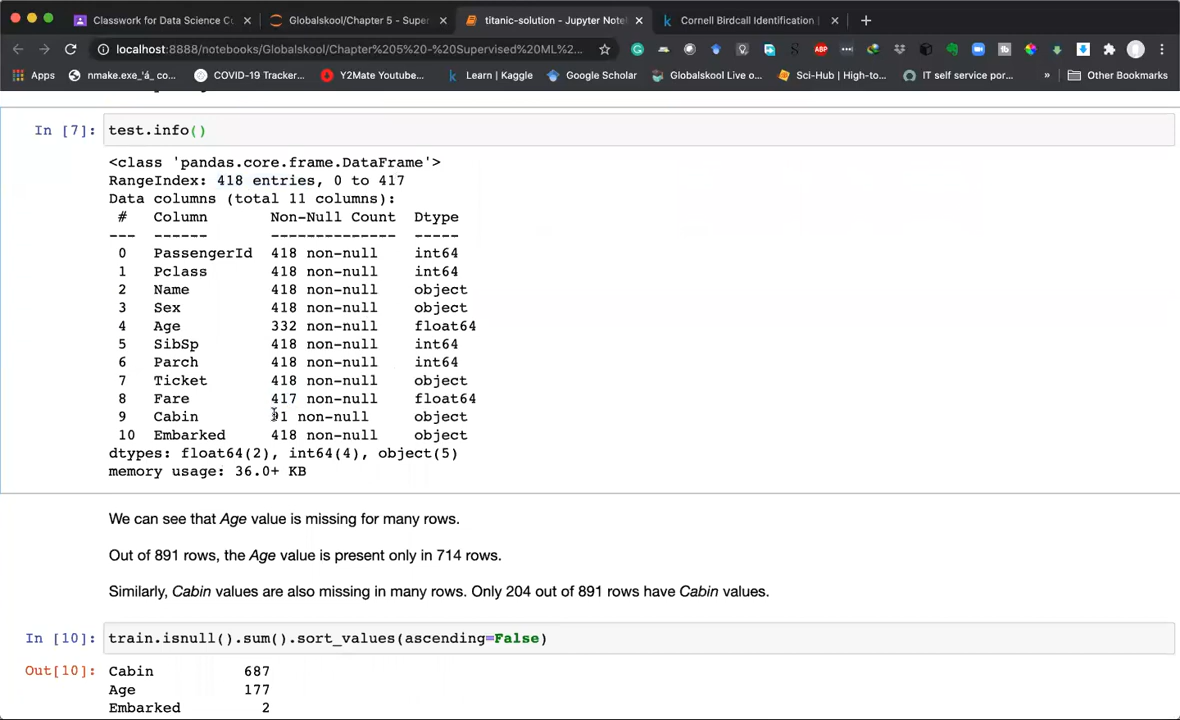 Classwork for Data Science Co
Globalskool/Chapter 5 - Super
titanic-solution - Jupyter Note
Cornell Birdcall Identification
localhost:8888/notebooks/Globalskool/Chapter%205%20-%20Supervised%20ML%2...
Apps nmake.exe_'á_ co... COVID-19 Tracker... Y2Mate Youtube... Learn | Kaggle Google Scholar Globalskool Live o... Sci-Hub | High-to... IT self service por... » Other Bookmarks
In [7]: test.info()
<class 'pandas.core.frame.DataFrame'>
RangeIndex: 418 entries, 0 to 417
Data columns (total 11 columns):
# Column Non-Null Count Dtype
--- ------ -------------- -----
0 PassengerId 418 non-null int64
1 Pclass 418 non-null int64
2 Name 418 non-null object
3 Sex 418 non-null object
4 Age 332 non-null float64
5 SibSp 418 non-null int64
6 Parch 418 non-null int64
7 Ticket 418 non-null object
8 Fare 417 non-null float64
9 Cabin 91 non-null object
10 Embarked 418 non-null object
dtypes: float64(2), int64(4), object(5)
memory usage: 36.0+ KB
We can see that Age value is missing for many rows.
Out of 891 rows, the Age value is present only in 714 rows.
Similarly, Cabin values are also missing in many rows. Only 204 out of 891 rows have Cabin values.
In [10]: train.isnull().sum().sort_values(ascending=False)
Out[10]: Cabin 687
Age 177
Embarked 2